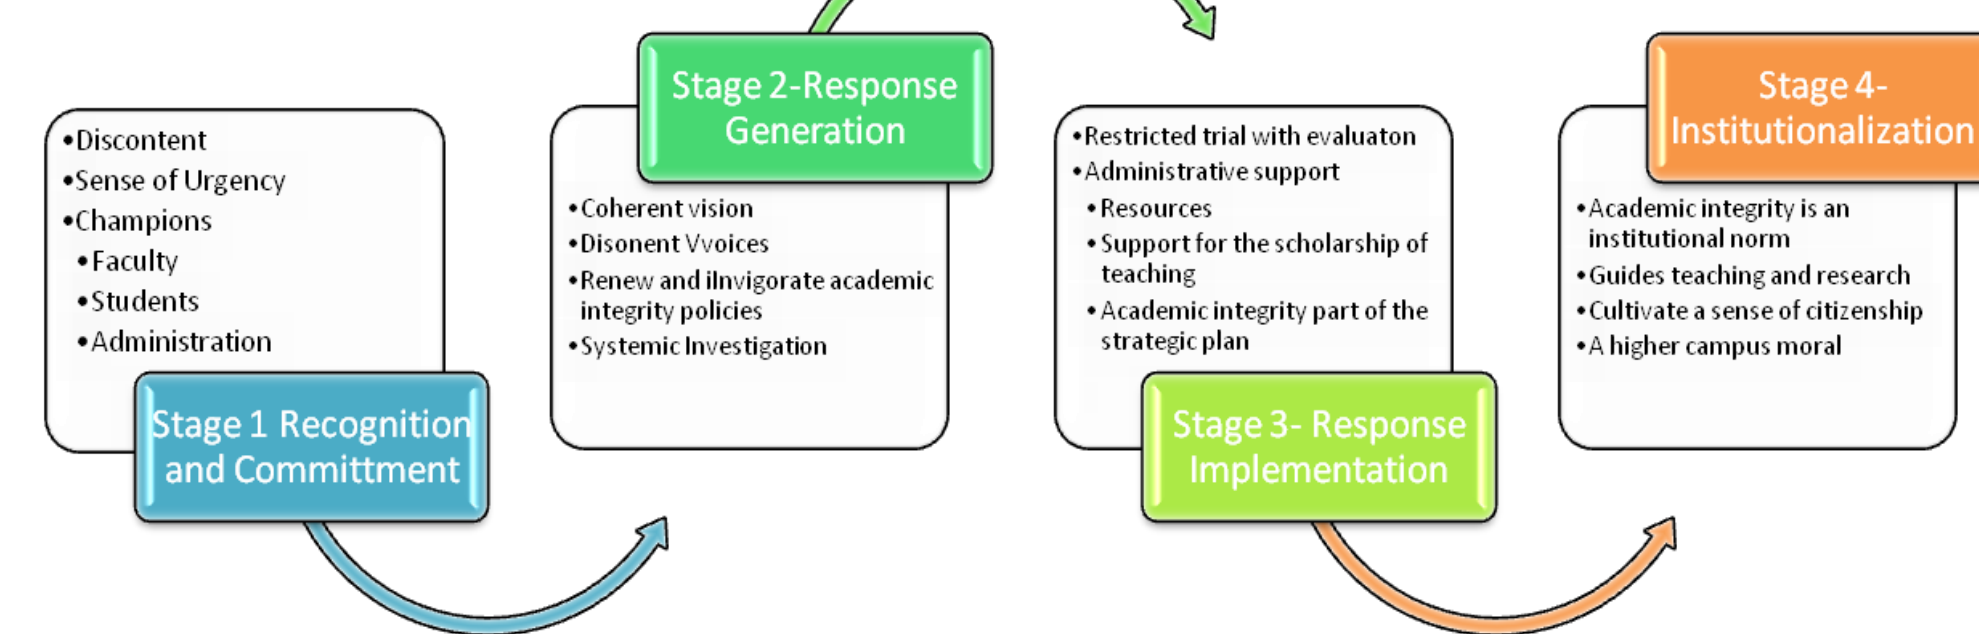 •Discontent
•Sense of Urgency
•Champions
•Faculty
•Students
•Administration
Stage 1 Recognition
and Committment
Stage 2-Response
Generation
•Coherent vision
•Disonent Vvoices
•Renew and iInvigorate academic
integrity policies
•Systemic Investigation
•Restricted trial with evaluaton
•Administrative support
•Resources
•Support for the scholarship of
teaching
•Academic integrity part of the
strategic plan
Stage 3- Response
Implementation
Stage 4-
Institutionalization
•Academic integrity is an
institutional norm
•Guides teaching and research
•Cultivate a sense of citizenship
•A higher campus moral